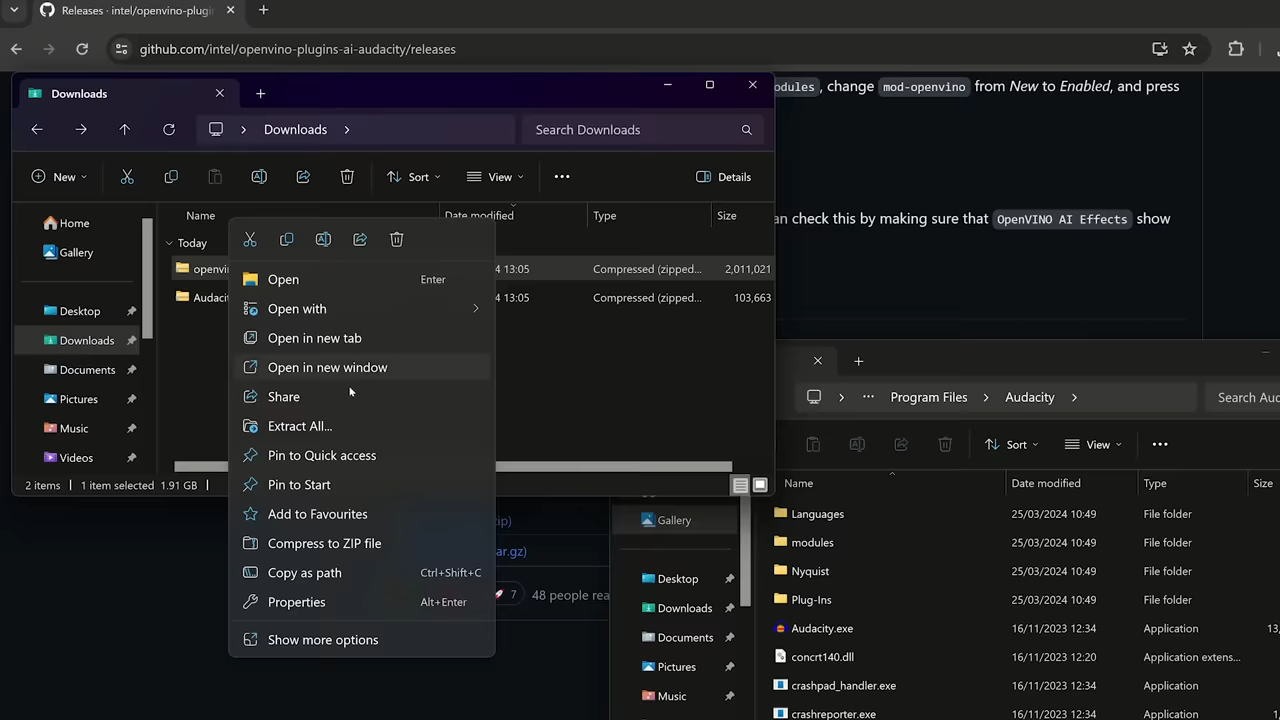 Releases · intel/openvino-plugi
github.com/intel/openvino-plugins-ai-audacity/releases
Downloads
odules, change mod-openvino from New to Enabled, and press
Downloads
Search Downloads
New
Sort
View
Details
Name
Date modified
Type
Size
Home
Gallery
Desktop
Downloads
Documents
Pictures
Music
Videos
Today
openvi
4 13:05
Compressed (zipped...
2,011,021
Audac
4 13:05
Compressed (zipped...
103,663
2 items
1 item selected
1.91 GB
Open
Enter
Open with
Open in new tab
Open in new window
Share
Extract All...
Pin to Quick access
Pin to Start
Add to Favourites
Compress to ZIP file
Copy as path
Ctrl+Shift+C
Properties
Alt+Enter
Show more options
an check this by making sure that OpenVINO AI Effects show
zip)
ar.gz)
7
48 people rea
Program Files
Audacity
Search Aud
Sort
View
Name
Date modified
Type
Size
Gallery
Desktop
Downloads
Documents
Pictures
Music
Languages
25/03/2024 10:49
File folder
modules
25/03/2024 10:49
File folder
Nyquist
25/03/2024 10:49
File folder
Plug-Ins
25/03/2024 10:49
File folder
Audacity.exe
16/11/2023 12:34
Application
13,
concrt140.dll
16/11/2023 12:20
Application extens...
crashpad_handler.exe
16/11/2023 12:34
Application
crashreporter.exe
16/11/2023 12:34
Application